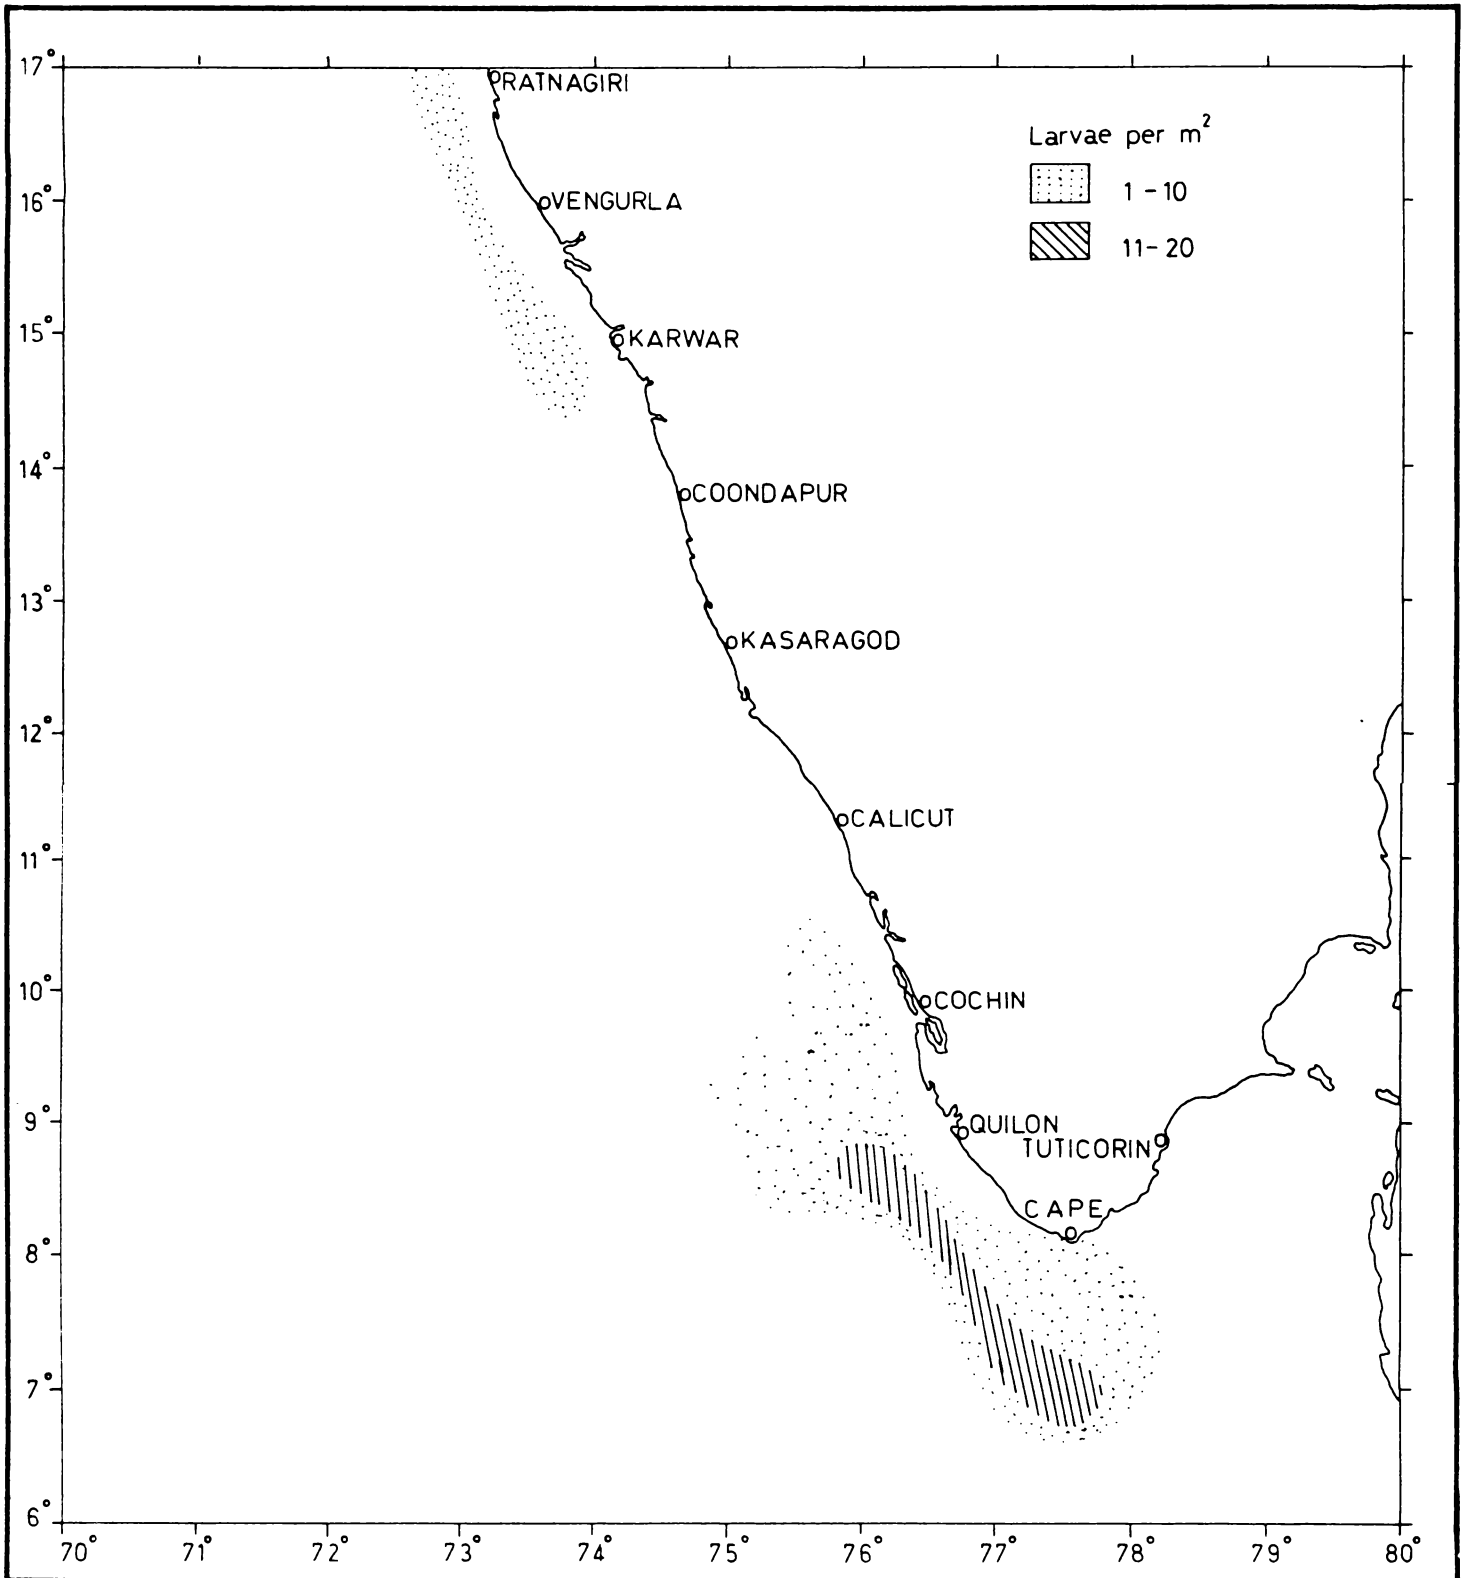 17°
RATNAGIRI
Larvae per m²
1-10
11-20
16°
VENGURLA
15°
KARWAR
14°
COONDAPUR
13°
KASARAGOD
12°
CALICUT
11°
10°
COCHIN
9°
QUILON
TUTICORIN
CAPE
8°
7°
6°
70° 71° 72° 73° 74° 75° 76° 77° 78° 79° 80°